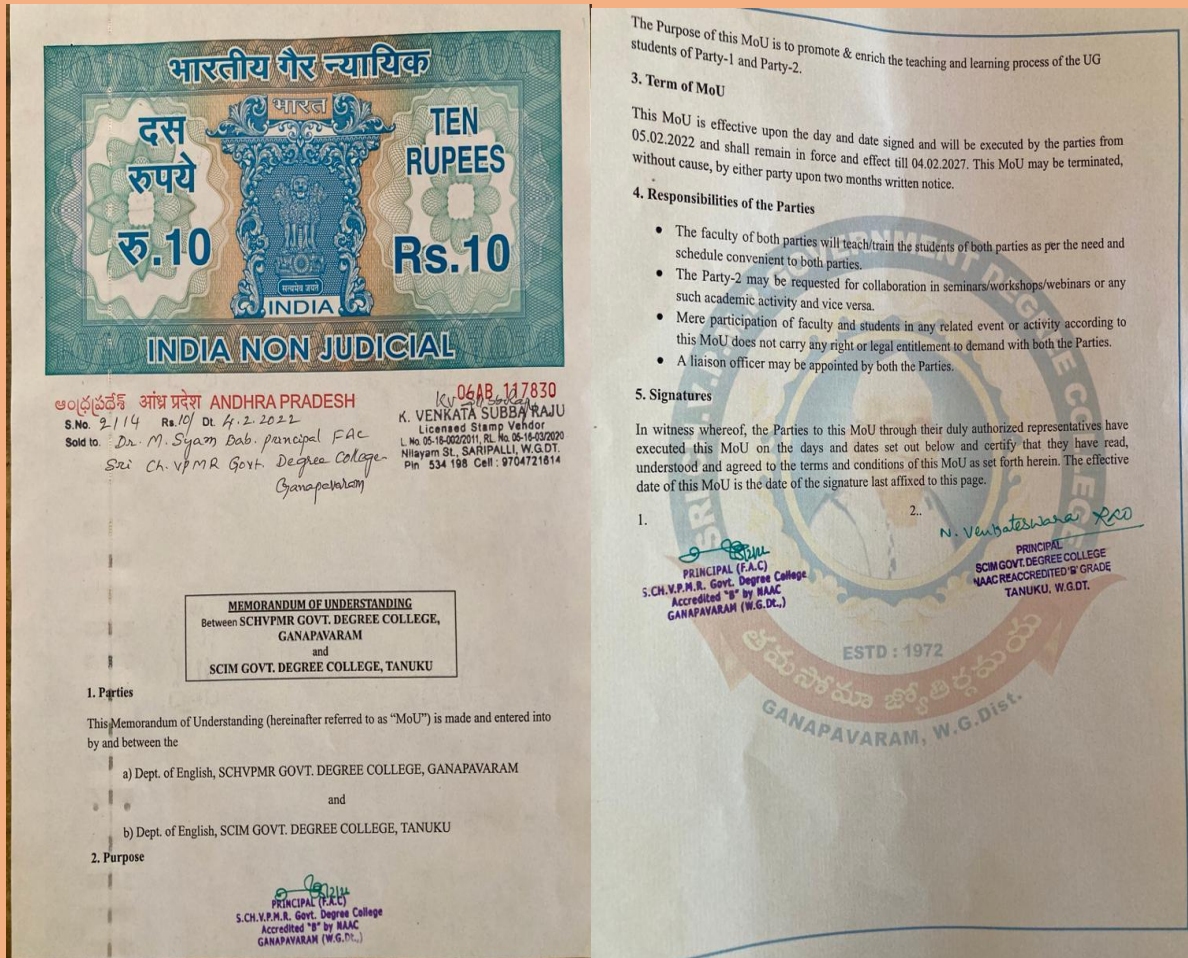 भारतीय गैर न्यायिक
भारत
दस
रुपये
रु.10
TEN
RUPEES
Rs.10
सत्यमेव जयते
INDIA
INDIA NON JUDICIAL
ఆంధ్రప్రదేశ్ आंध्र प्रदेश ANDHRA PRADESH
S.No. 2114 Rs. 10/ Dt. 4.2.2022
Sold to. Dr. M. Syam Bab. principal FAC
Sri Ch. VPMR Govt. Degree College
Ganapavaram
06AB 117830
K. VENKATA SUBBA RAJU
Licensed Stamp Vendor
L. No. 05-16-002/2011, RL. No. 05-16-03/2020
Nilayam St., SARIPALLI, W.G.DT.
Pin 534 198 Cell : 9704721614
MEMORANDUM OF UNDERSTANDING
Between SCHVPMR GOVT. DEGREE COLLEGE,
GANAPAVARAM
and
SCIM GOVT. DEGREE COLLEGE, TANUKU
1. Parties
This Memorandum of Understanding (hereinafter referred to as “MoU”) is made and entered into
by and between the
a) Dept. of English, SCHVPMR GOVT. DEGREE COLLEGE, GANAPAVARAM
and
b) Dept. of English, SCIM GOVT. DEGREE COLLEGE, TANUKU
2. Purpose
PRINCIPAL (F.A.C)
S.CH.V.P.M.R. Govt. Degree College
Accredited "B" by NAAC
GANAPAVARAM (W.G.Dt.,)
The Purpose of this MoU is to promote & enrich the teaching and learning process of the UG
students of Party-1 and Party-2.
3. Term of MoU
This MoU is effective upon the day and date signed and will be executed by the parties from
05.02.2022 and shall remain in force and effect till 04.02.2027. This MoU may be terminated,
without cause, by either party upon two months written notice.
4. Responsibilities of the Parties
• The faculty of both parties will teach/train the students of both parties as per the need and
schedule convenient to both parties.
• The Party-2 may be requested for collaboration in seminars/workshops/webinars or any
such academic activity and vice versa.
• Mere participation of faculty and students in any related event or activity according to
this MoU does not carry any right or legal entitlement to demand with both the Parties.
• A liaison officer may be appointed by both the Parties.
5. Signatures
In witness whereof, the Parties to this MoU through their duly authorized representatives have
executed this MoU on the days and dates set out below and certify that they have read,
understood and agreed to the terms and conditions of this MoU as set forth herein. The effective
date of this MoU is the date of the signature last affixed to this page.
1.
2..
N. Venkateswara Rao
PRINCIPAL (F.A.C)
S.CH.V.P.M.R. Govt. Degree College
Accredited "B" by NAAC
GANAPAVARAM (W.G.Dt.,)
PRINCIPAL
SCIM GOVT. DEGREE COLLEGE
NAAC REACCREDITED 'B' GRADE
TANUKU, W.G.DT.
GOVERNMENT DEGREE COLLEGE
ESTD : 1972
తమసోమా జ్యోతిర్గమయ
GANAPAVARAM, W.G.Dist.